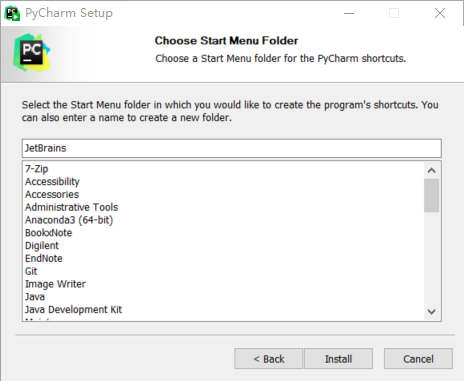 PyCharm Setup
PC
Choose Start Menu Folder
Choose a Start Menu folder for the PyCharm shortcuts.
Select the Start Menu folder in which you would like to create the program's shortcuts. You
can also enter a name to create a new folder.
JetBrains
7-Zip
Accessibility
Accessories
Administrative Tools
Anaconda3 (64-bit)
BookxNote
Digilent
EndNote
Git
Image Writer
Java
Java Development Kit
< Back
Install
Cancel